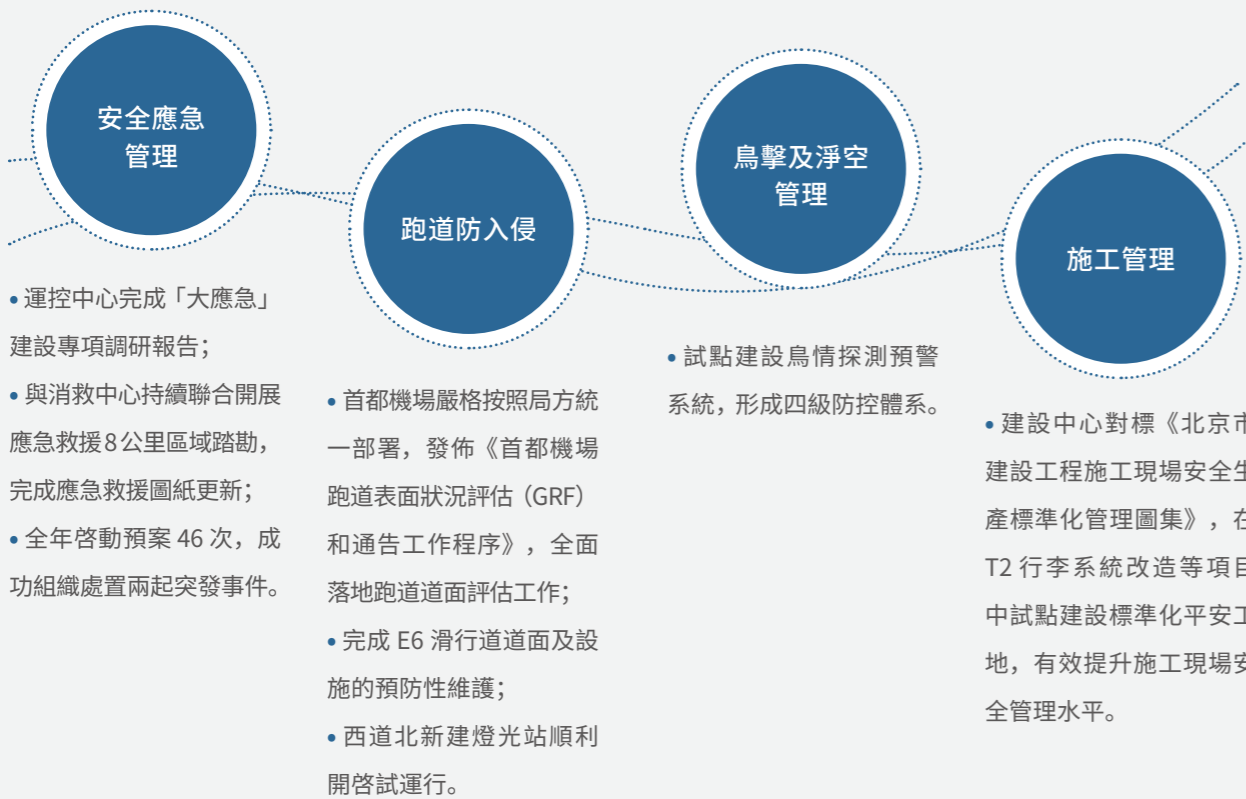 安全應急
管理
• 運控中心完成「大應急」
建設專項調研報告；
• 與消救中心持續聯合開展
應急救援8公里區域踏勘，
完成應急救援圖紙更新；
• 全年啓動預案 46 次，成
功組織處置兩起突發事件。
跑道防入侵
• 首都機場嚴格按照局方統
一部署，發佈《首都機場
跑道表面狀況評估（GRF）
和通告工作程序》，全面
落地跑道道面評估工作；
• 完成 E6 滑行道道面及設
施的預防性維護；
• 西道北新建燈光站順利
開啓試運行。
鳥擊及淨空
管理
• 試點建設鳥情探測預警
系統，形成四級防控體系。
施工管理
• 建設中心對標《北京市
建設工程施工現場安全生
產標準化管理圖集》，在
T2 行李系統改造等項目
中試點建設標準化平安工
地，有效提升施工現場安
全管理水平。